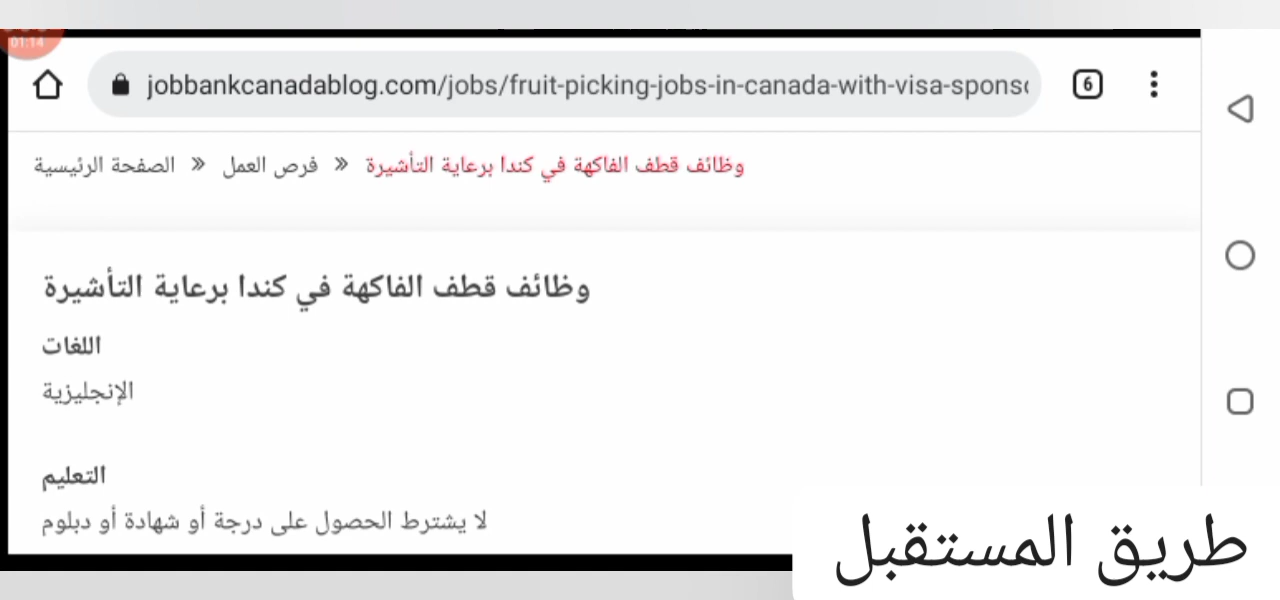 01:14
jobbankcanadablog.com/jobs/fruit-picking-jobs-in-canada-with-visa-spons
6
الصفحة الرئيسية » فرص العمل » وظائف قطف الفاكهة في كندا برعاية التأشيرة
وظائف قطف الفاكهة في كندا برعاية التأشيرة
اللغات
الإنجليزية
التعليم
لا يشترط الحصول على درجة أو شهادة أو دبلوم
طريق المستقبل